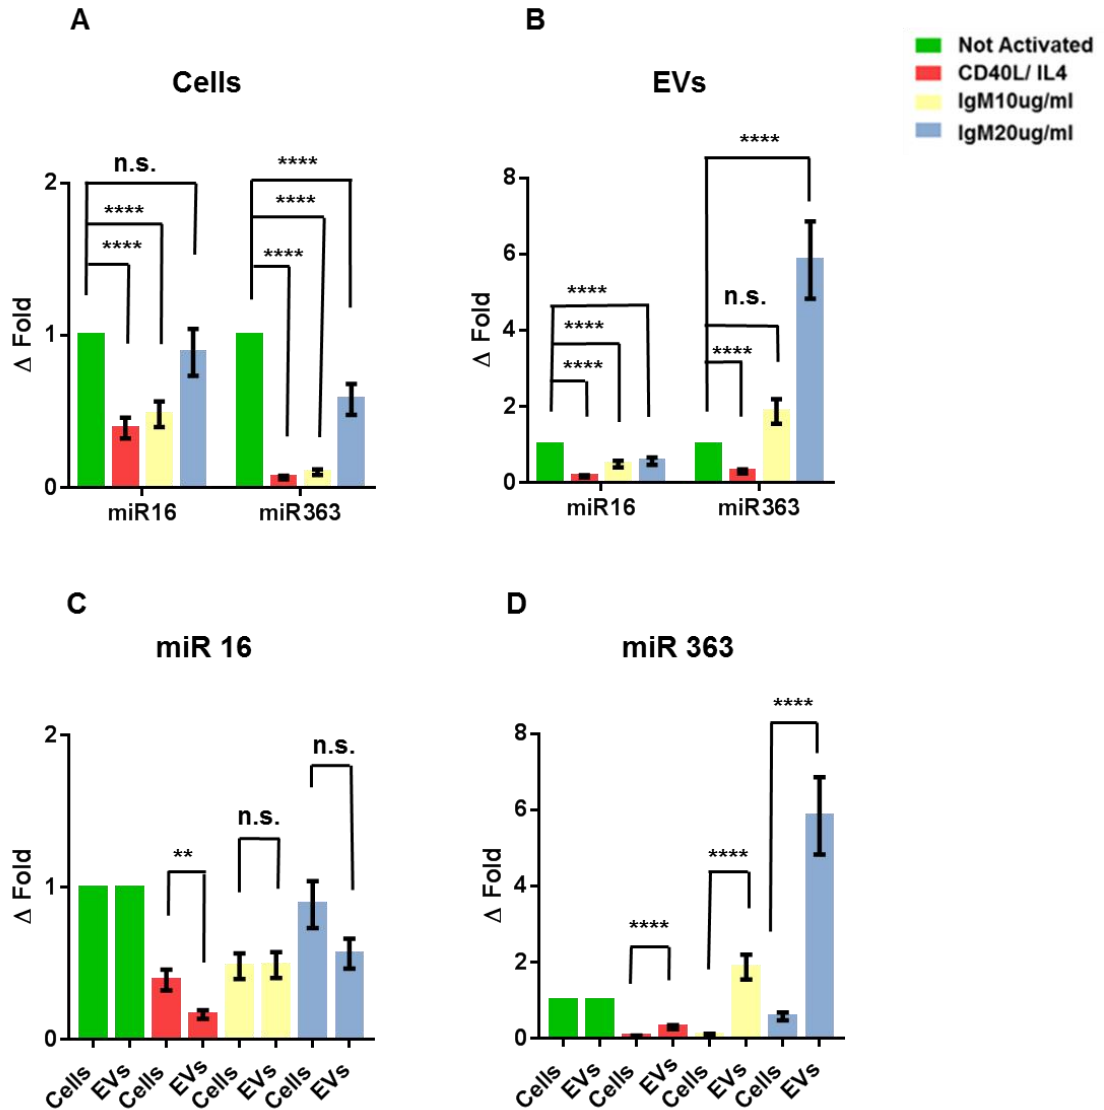 A
B
Not Activated
CD40L/ IL4
IgM10ug/ml
IgM20ug/ml
Cells
EVs
Δ Fold
2
1
0
n.s.
****
****
****
****
****
miR16
miR363
Δ Fold
8
6
4
2
0
****
****
****
****
n.s.
****
miR16
miR363
C
D
miR 16
miR 363
Δ Fold
2
1
0
**
n.s.
n.s.
Cells
EVs
Cells
EVs
Cells
EVs
Cells
EVs
Δ Fold
8
6
4
2
0
****
****
****
Cells
EVs
Cells
EVs
Cells
EVs
Cells
EVs